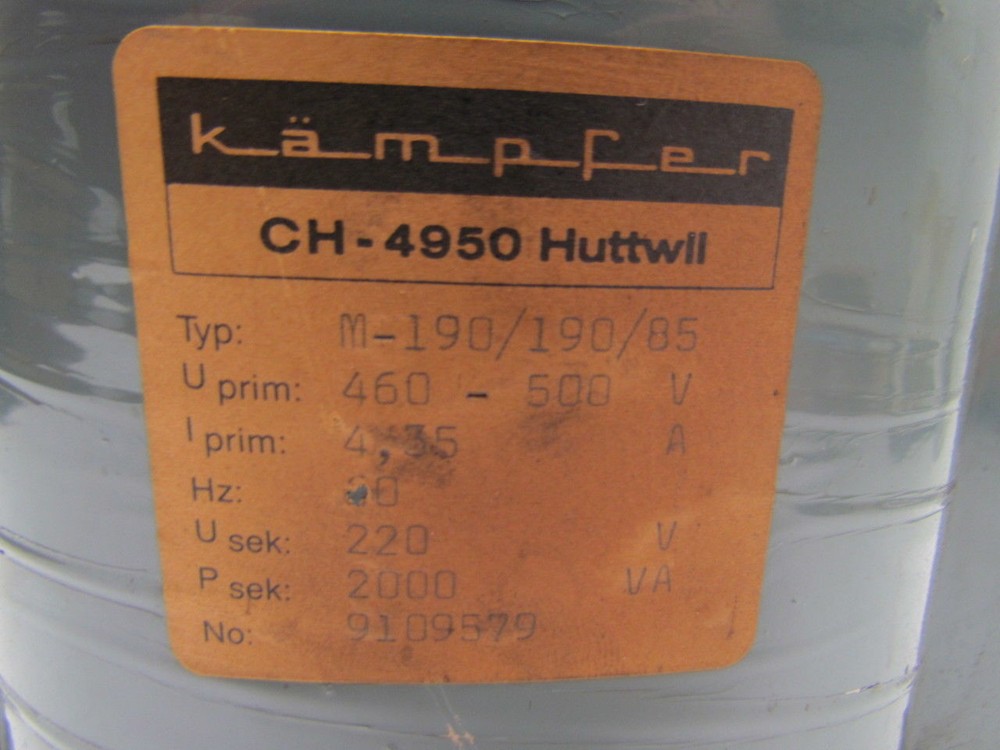 kämpfer
CH-4950 Huttwil
Typ: M-190/190/85
U prim: 460 - 500 V
I prim: 4,35 A
Hz:
U sek: 220 V
P sek: 2000 VA
No: 9109579